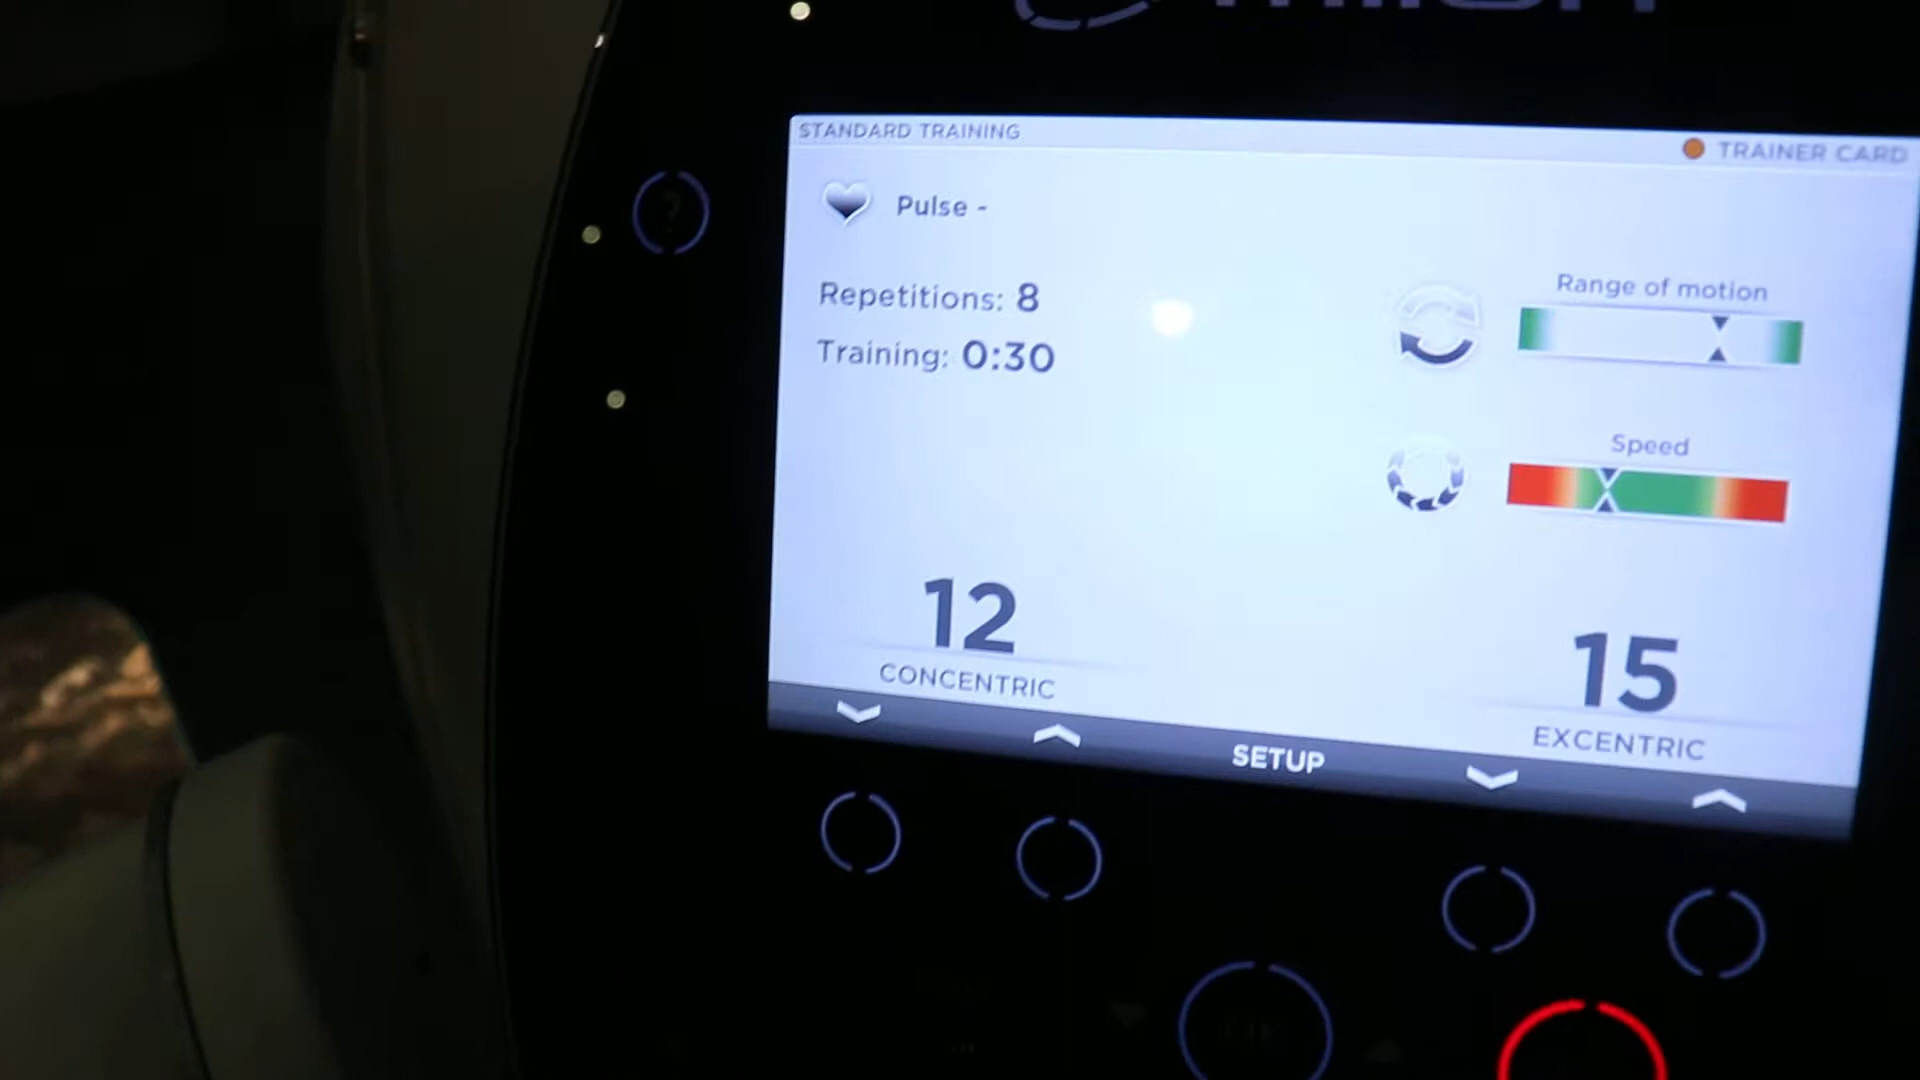 STANDARD TRAINING
TRAINER CARD
Pulse -
Repetitions: 8
Training: 0:30
Range of motion
Speed
12
CONCENTRIC
15
EXCENTRIC
SETUP